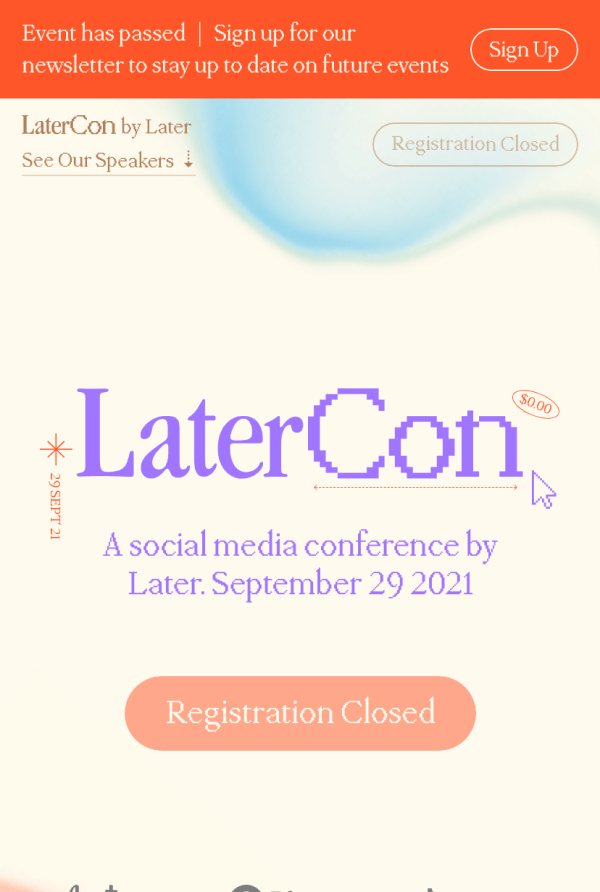 Event has passed | Sign up for our
newsletter to stay up to date on future events
Sign Up
LaterCon by Later
See Our Speakers
Registration Closed
LaterCon
$0.00
29 SEPT 21
A social media conference by
Later. September 29 2021
Registration Closed